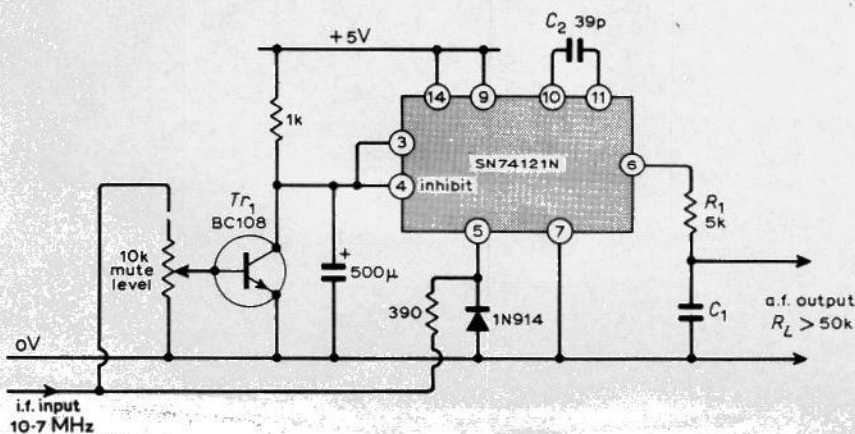 +5V
C2 39p
14
9
10
11
1k
3
SN74121N
6
4
inhibit
Tr1
BC108
R1
5k
10k
mute
level
+
500μ
5
7
390
1N914
C1
a.f. output
RL > 50k
0V
i.f. input
10-7 MHz